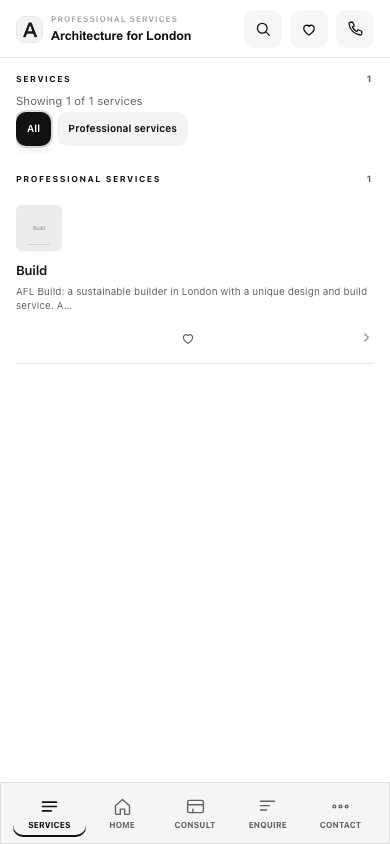 A
PROFESSIONAL SERVICES
Architecture for London
SERVICES
1
Showing 1 of 1 services
All
Professional services
PROFESSIONAL SERVICES
1
Build
Build
AFL Build: a sustainable builder in London with a unique design and build
service. A...
SERVICES
HOME
CONSULT
ENQUIRE
CONTACT